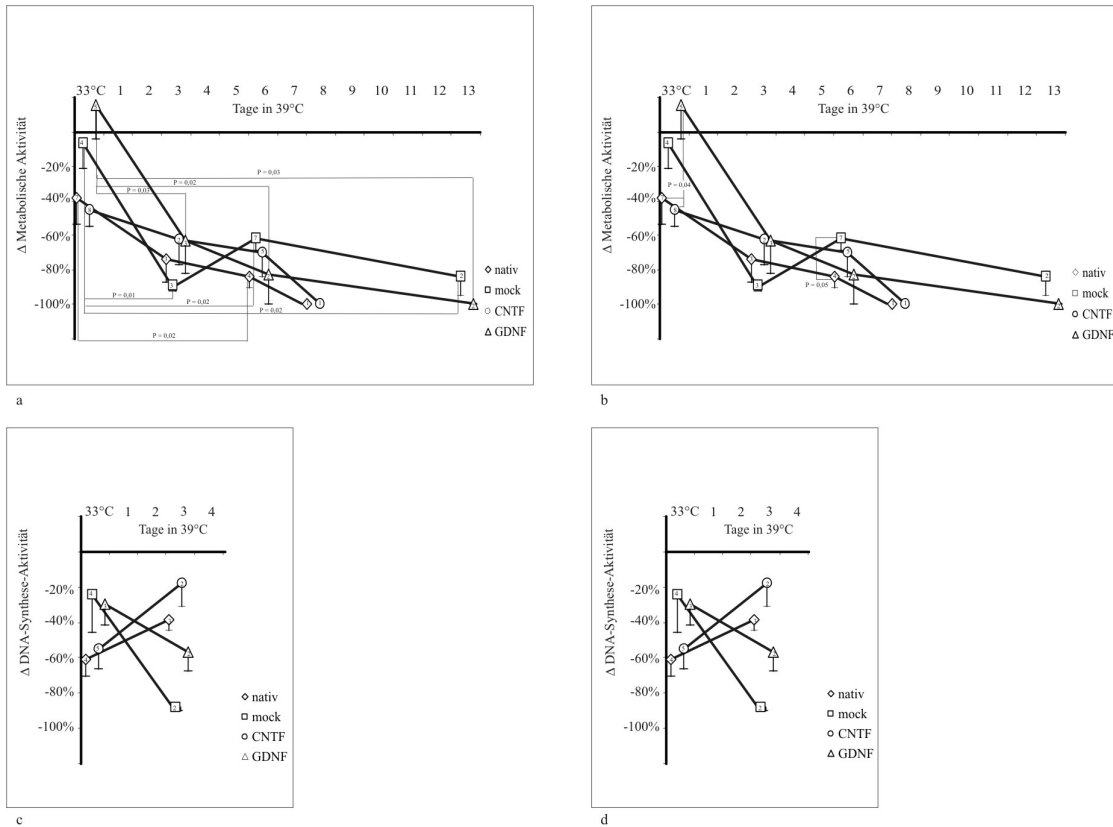 33°C 1 2 3 4 5 6 7 8 9 10 11 12 13
Tage in 39°C
Δ Metabolische Aktivität
-20%
-40%
-60%
-80%
-100%
P = 0,03
P = 0,02
P = 0,03
P = 0,01
P = 0,02
P = 0,02
P = 0,02
nativ
mock
CNTF
GDNF
a
33°C 1 2 3 4 5 6 7 8 9 10 11 12 13
Tage in 39°C
Δ Metabolische Aktivität
-20%
-40%
-60%
-80%
-100%
P = 0,04
P = 0,05
nativ
mock
CNTF
GDNF
b
33°C 1 2 3 4
Tage in 39°C
Δ DNA-Synthese-Aktivität
-20%
-40%
-60%
-80%
-100%
nativ
mock
CNTF
GDNF
c
33°C 1 2 3 4
Tage in 39°C
Δ DNA-Synthese-Aktivität
-20%
-40%
-60%
-80%
-100%
nativ
mock
CNTF
GDNF
d